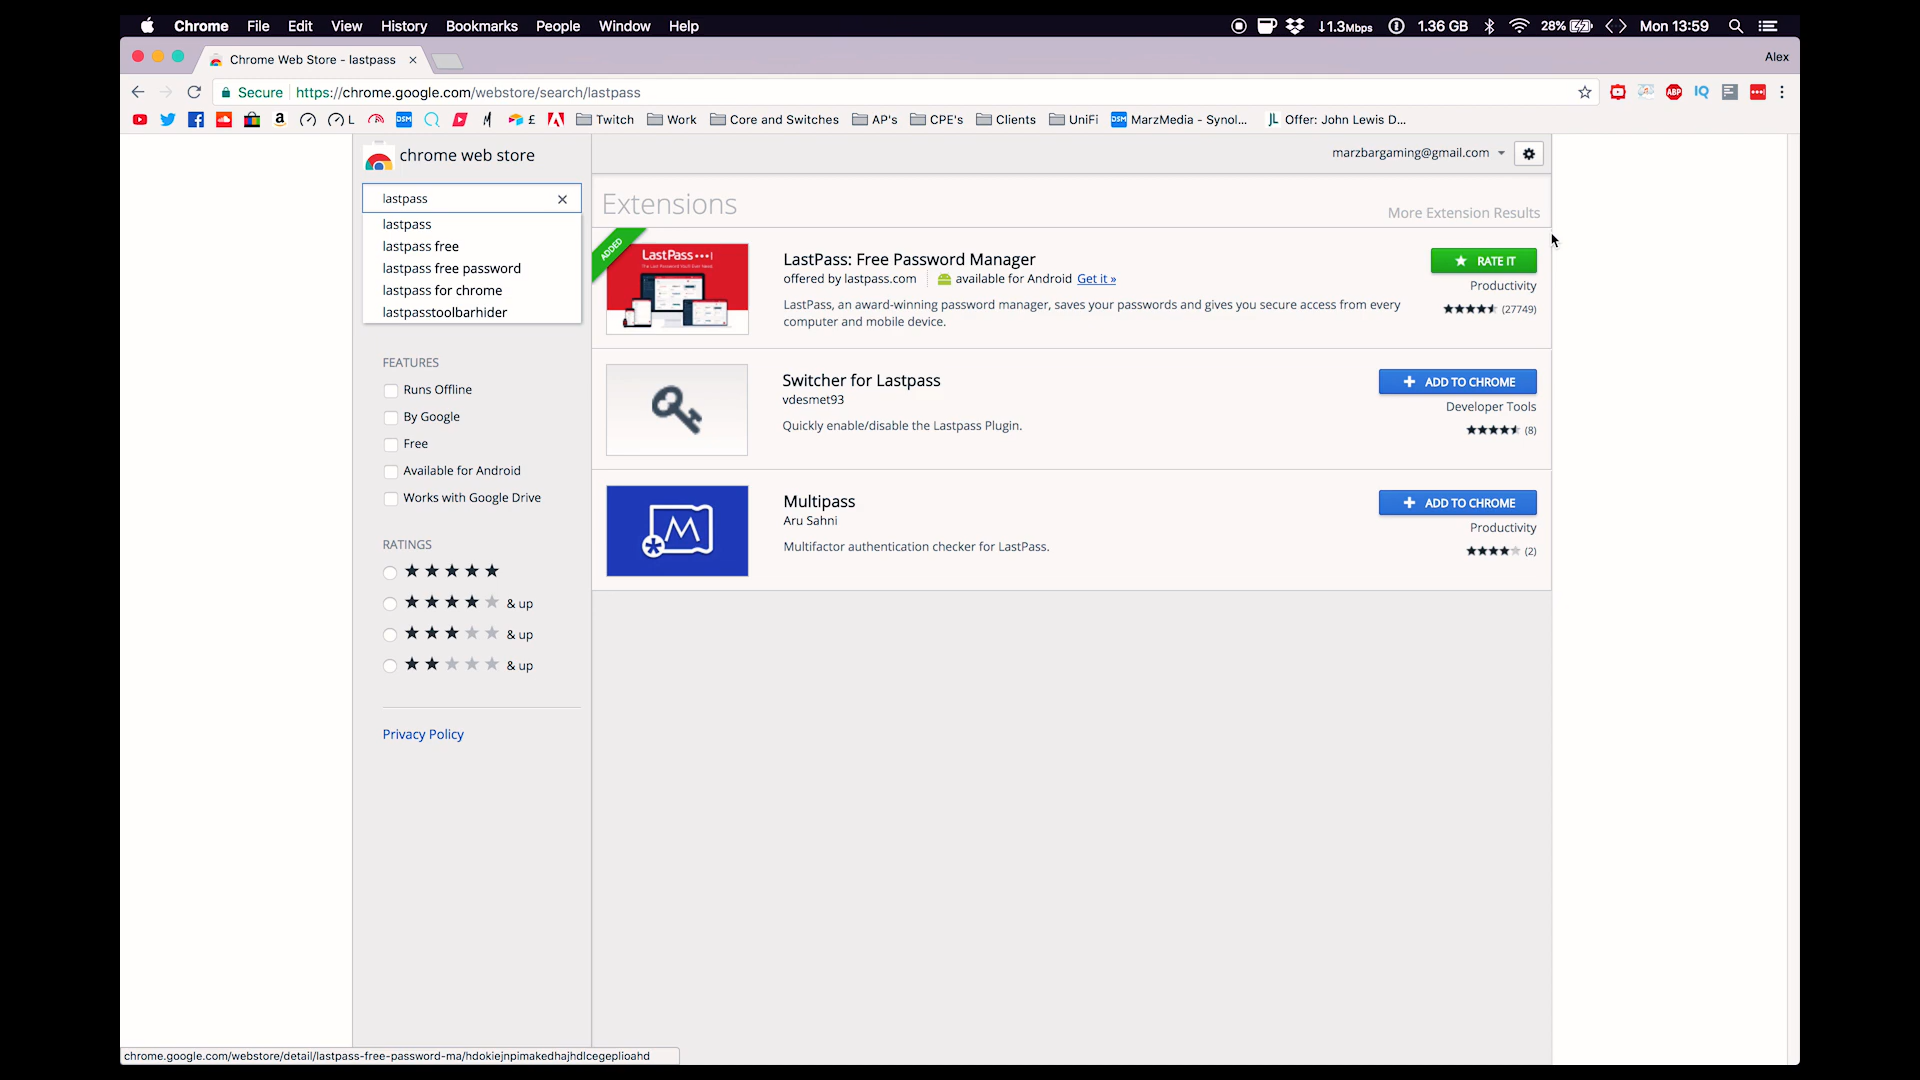 Chrome File Edit View History Bookmarks People Window Help
↓1.3Mbps 1.36 GB 28% Mon 13:59
Chrome Web Store - lastpass
Alex
Secure https://chrome.google.com/webstore/search/lastpass
ABP IQ
DSM £ Twitch Work Core and Switches AP's CPE's Clients UniFi DSM MarzMedia - Synol... JL Offer: John Lewis D...
chrome web store
marzbargaming@gmail.com
lastpass
lastpass
lastpass free
lastpass free password
lastpass for chrome
lastpasstoolbarhider
FEATURES
Runs Offline
By Google
Free
Available for Android
Works with Google Drive
RATINGS
& up
& up
& up
Privacy Policy
Extensions
More Extension Results
ADDED
LastPass
LastPass: Free Password Manager
offered by lastpass.com available for Android Get it »
LastPass, an award-winning password manager, saves your passwords and gives you secure access from every
computer and mobile device.
RATE IT
Productivity
(27749)
Switcher for Lastpass
vdesmet93
Quickly enable/disable the Lastpass Plugin.
ADD TO CHROME
Developer Tools
(8)
Multipass
Aru Sahni
Multifactor authentication checker for LastPass.
ADD TO CHROME
Productivity
(2)
chrome.google.com/webstore/detail/lastpass-free-password-ma/hdokiejnpimakedhajhdlcegeplioahd